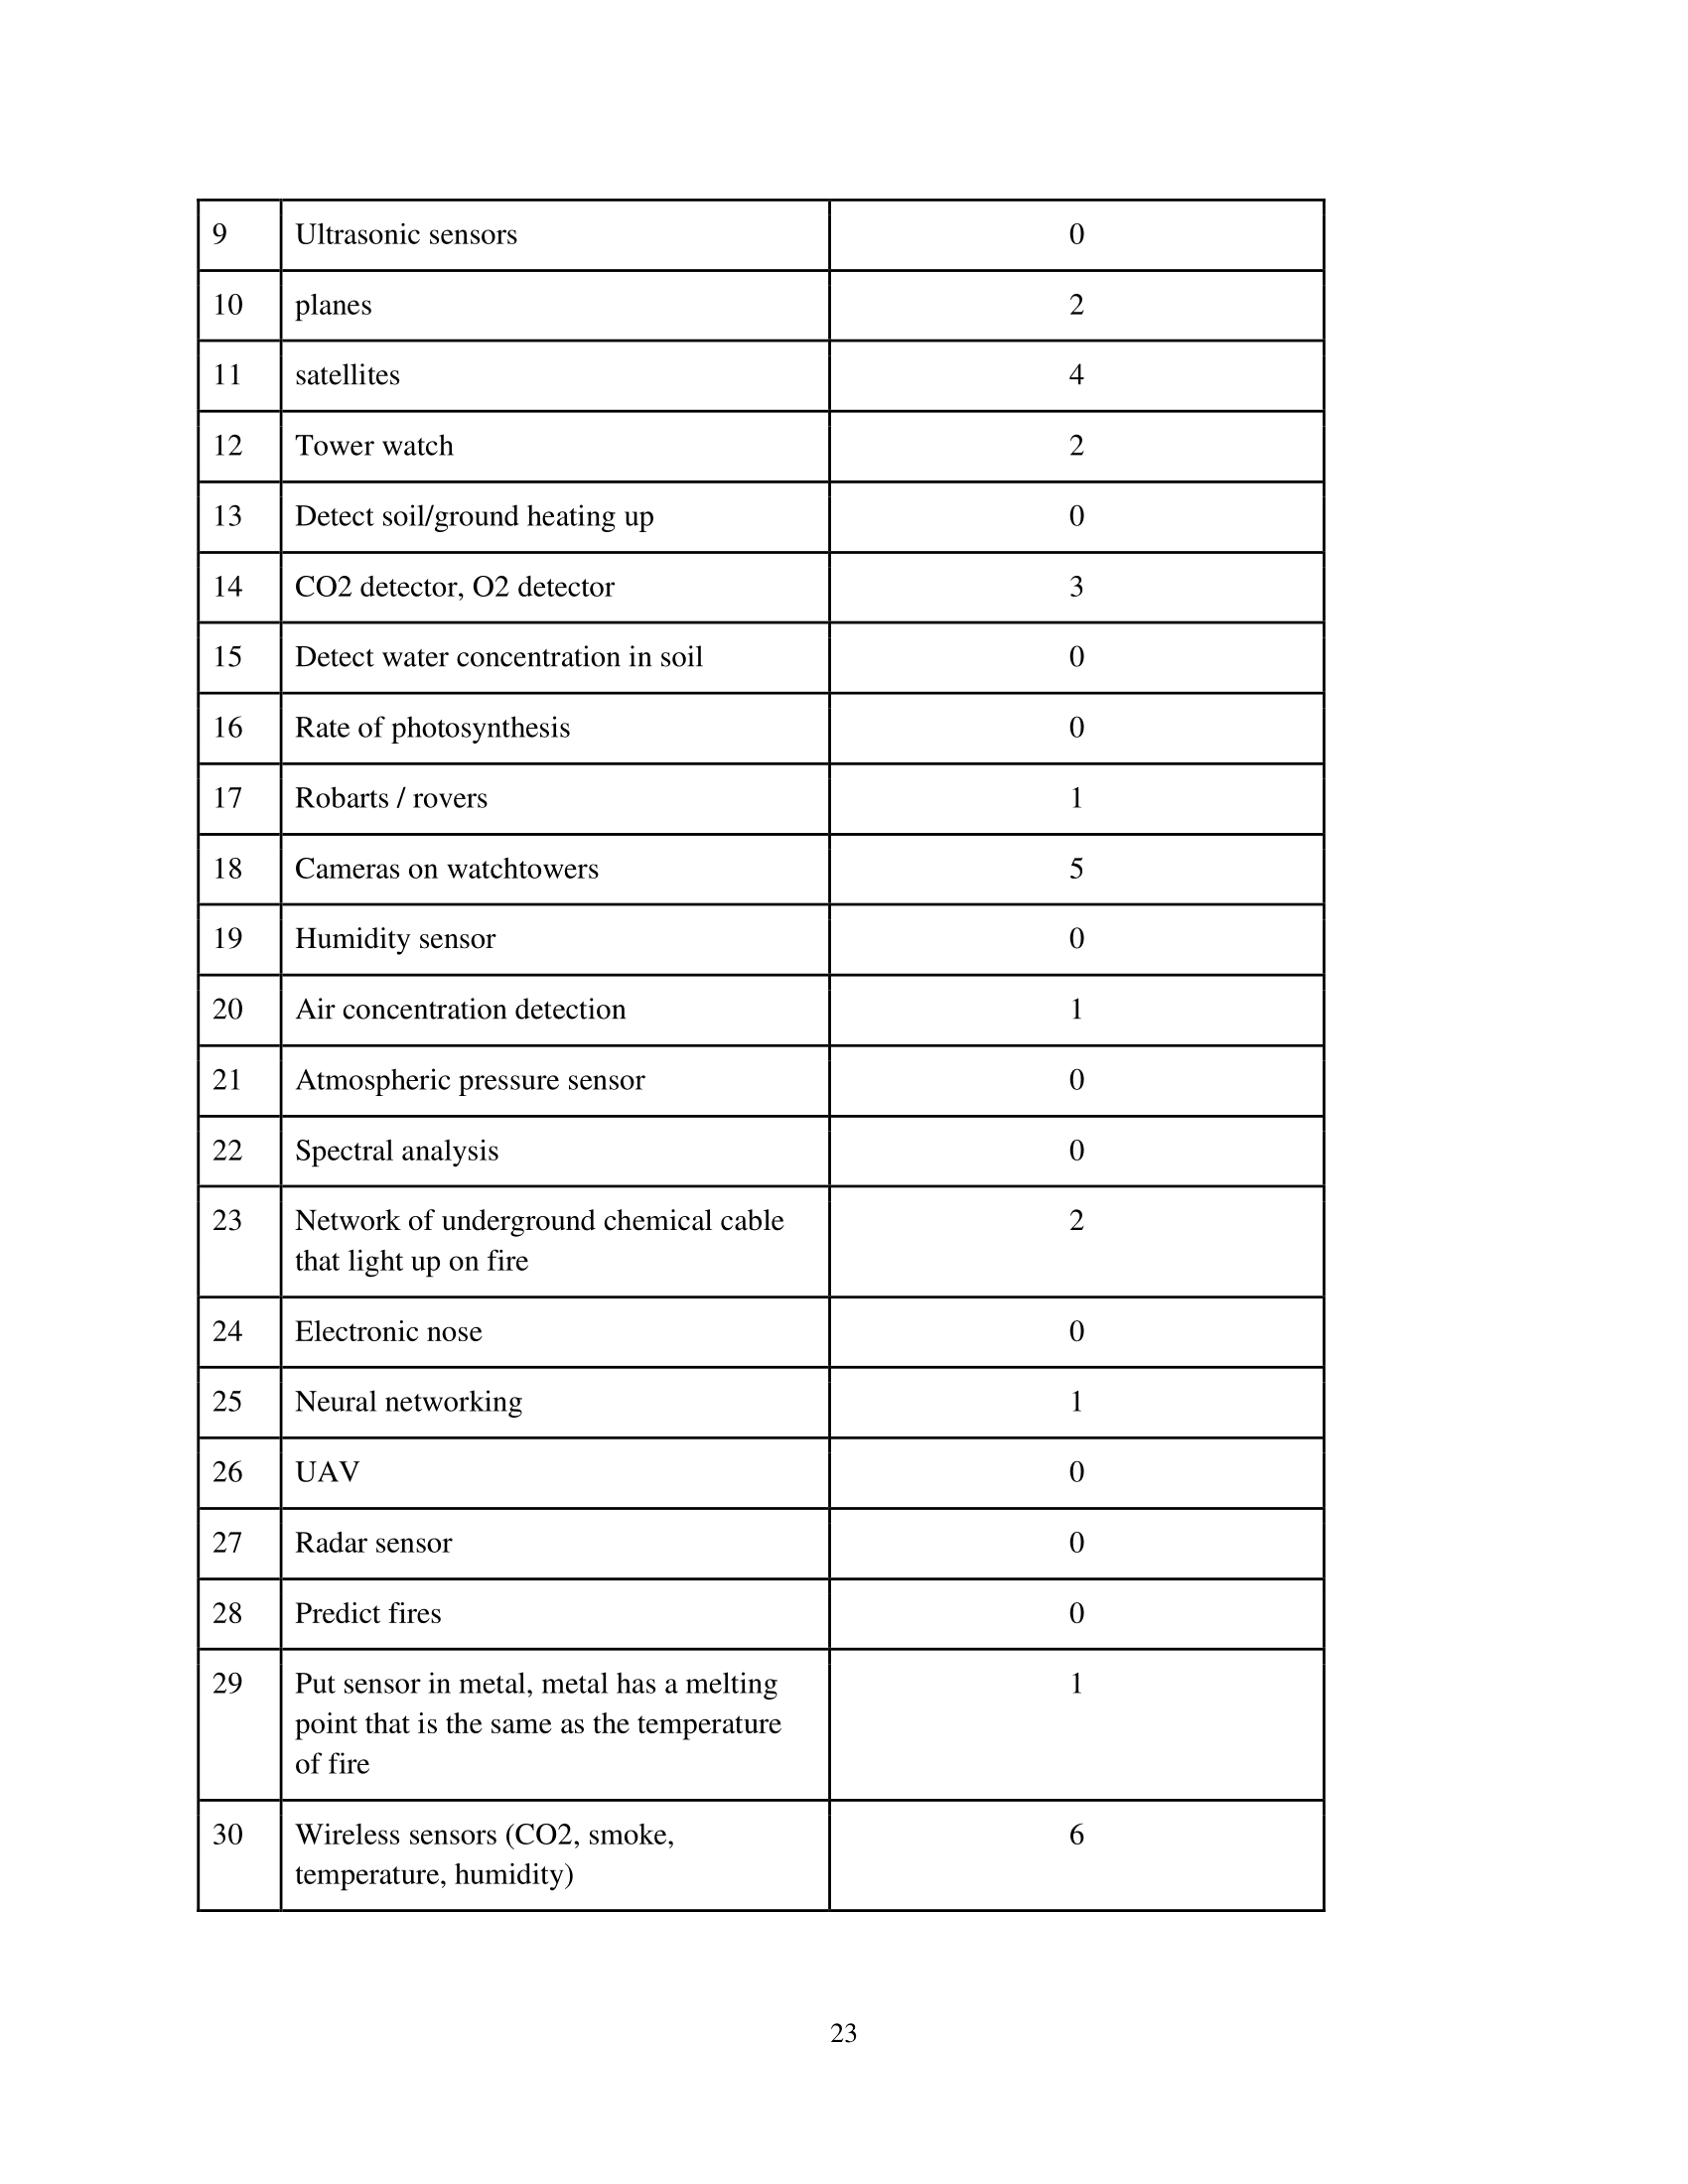 9 Ultrasonic sensors 0
10 planes 2
11 satellites 4
12 Tower watch 2
13 Detect soil/ground heating up 0
14 CO2 detector, O2 detector 3
15 Detect water concentration in soil 0
16 Rate of photosynthesis 0
17 Robarts / rovers 1
18 Cameras on watchtowers 5
19 Humidity sensor 0
20 Air concentration detection 1
21 Atmospheric pressure sensor 0
22 Spectral analysis 0
23 Network of underground chemical cable 2
that light up on fire
24 Electronic nose 0
25 Neural networking 1
26 UAV 0
27 Radar sensor 0
28 Predict fires 0
29 Put sensor in metal, metal has a melting 1
point that is the same as the temperature
of fire
30 Wireless sensors (CO2, smoke, 6
temperature, humidity)
23